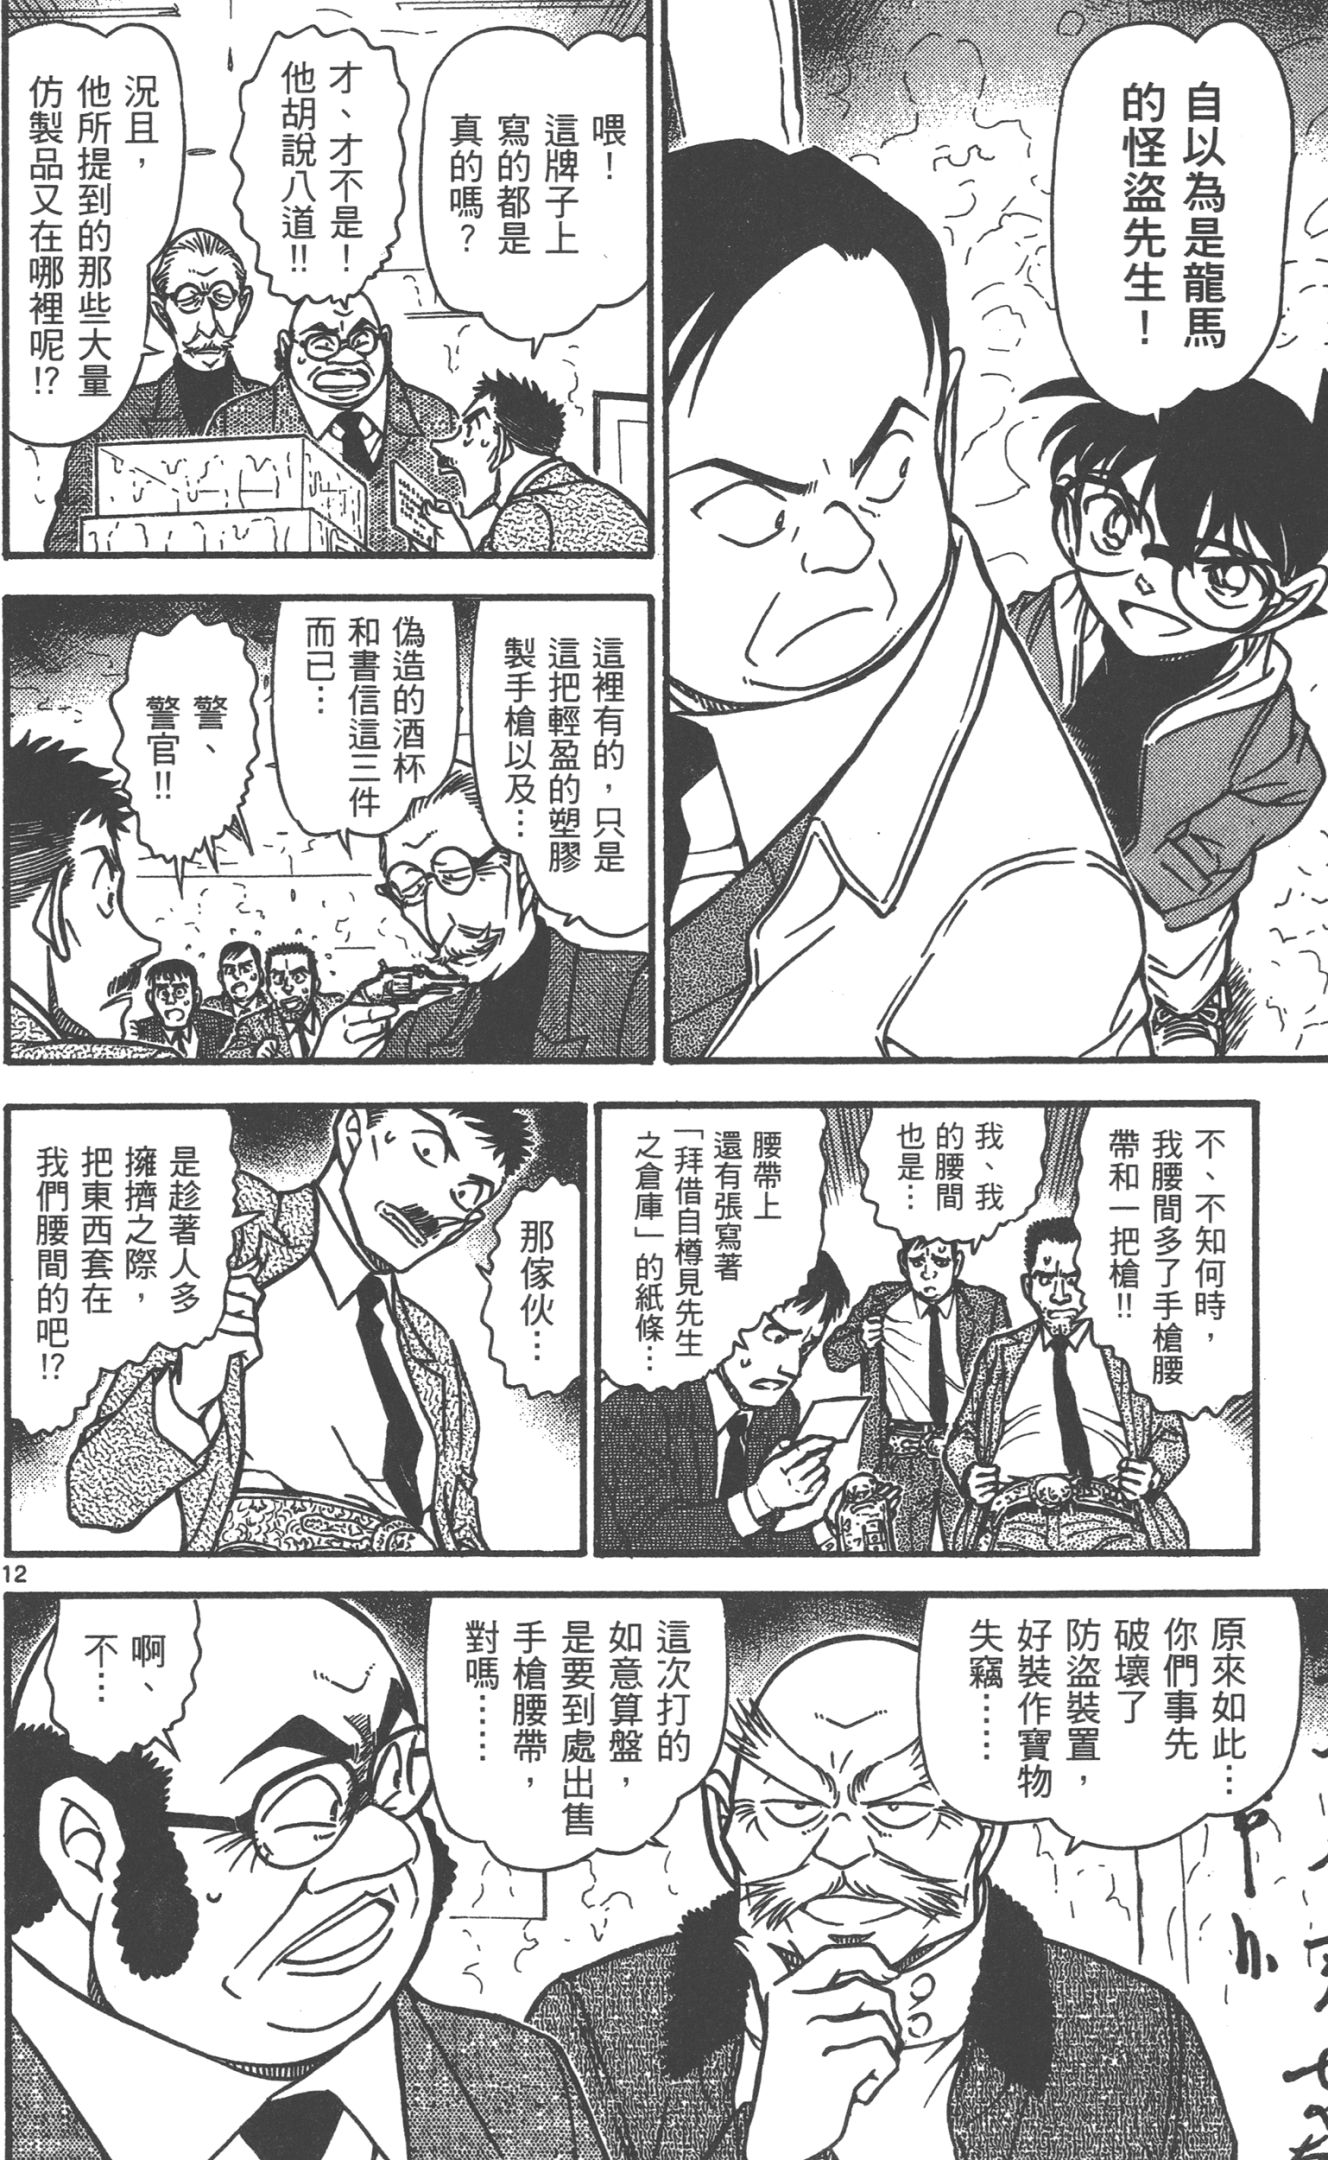 自以為是龍馬
的怪盜先生！
喂！
這牌子上
寫的都是
真的嗎？
才、才不是！
他胡說八道!!
況且，
他所提到的那些大量
仿製品又在哪裡呢!?
這裡有的，只是
這把輕盈的塑膠
製手槍以及…
偽造的酒杯
和書信這三件
而已…
警、
警官!!
不、不知何時，
我腰間多了手槍腰
帶和一把槍!!
我、我
的腰間
也是…
腰帶上
還有張寫著
「拜借自樽見先生
之倉庫」的紙條…
那傢伙…
是趁著人多
擁擠之際，
把東西套在
我們腰間的吧!?
12
原來如此…
你們事先
破壞了
防盜裝置，
好裝作寶物
失竊……
這次打的
如意算盤，
是要到處出售
手槍腰帶，
對嗎……
啊、
不…